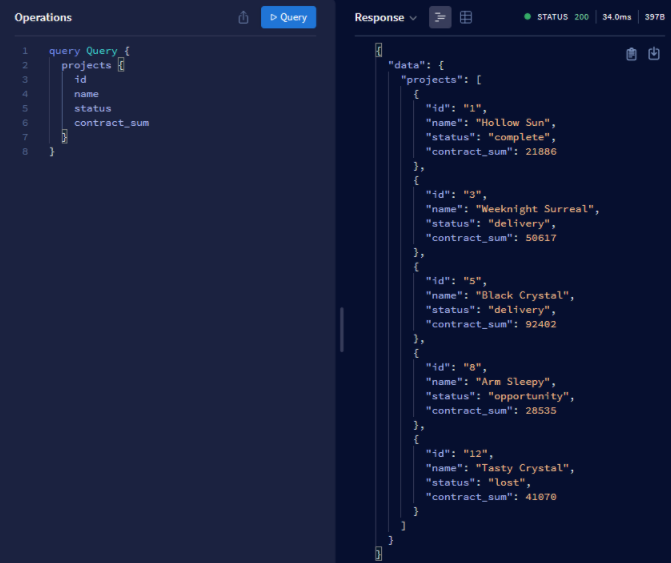 Operations
Query
1 query Query {
2 projects {
3 id
4 name
5 status
6 contract_sum
7 }
8 }
Response
STATUS 200 34.0ms 397B
{
"data": {
"projects": [
{
"id": "1",
"name": "Hollow Sun",
"status": "complete",
"contract_sum": 21886
},
{
"id": "3",
"name": "Weeknight Surreal",
"status": "delivery",
"contract_sum": 50617
},
{
"id": "5",
"name": "Black Crystal",
"status": "delivery",
"contract_sum": 92402
},
{
"id": "8",
"name": "Arm Sleepy",
"status": "opportunity",
"contract_sum": 28535
},
{
"id": "12",
"name": "Tasty Crystal",
"status": "lost",
"contract_sum": 41070
}
]
}
}